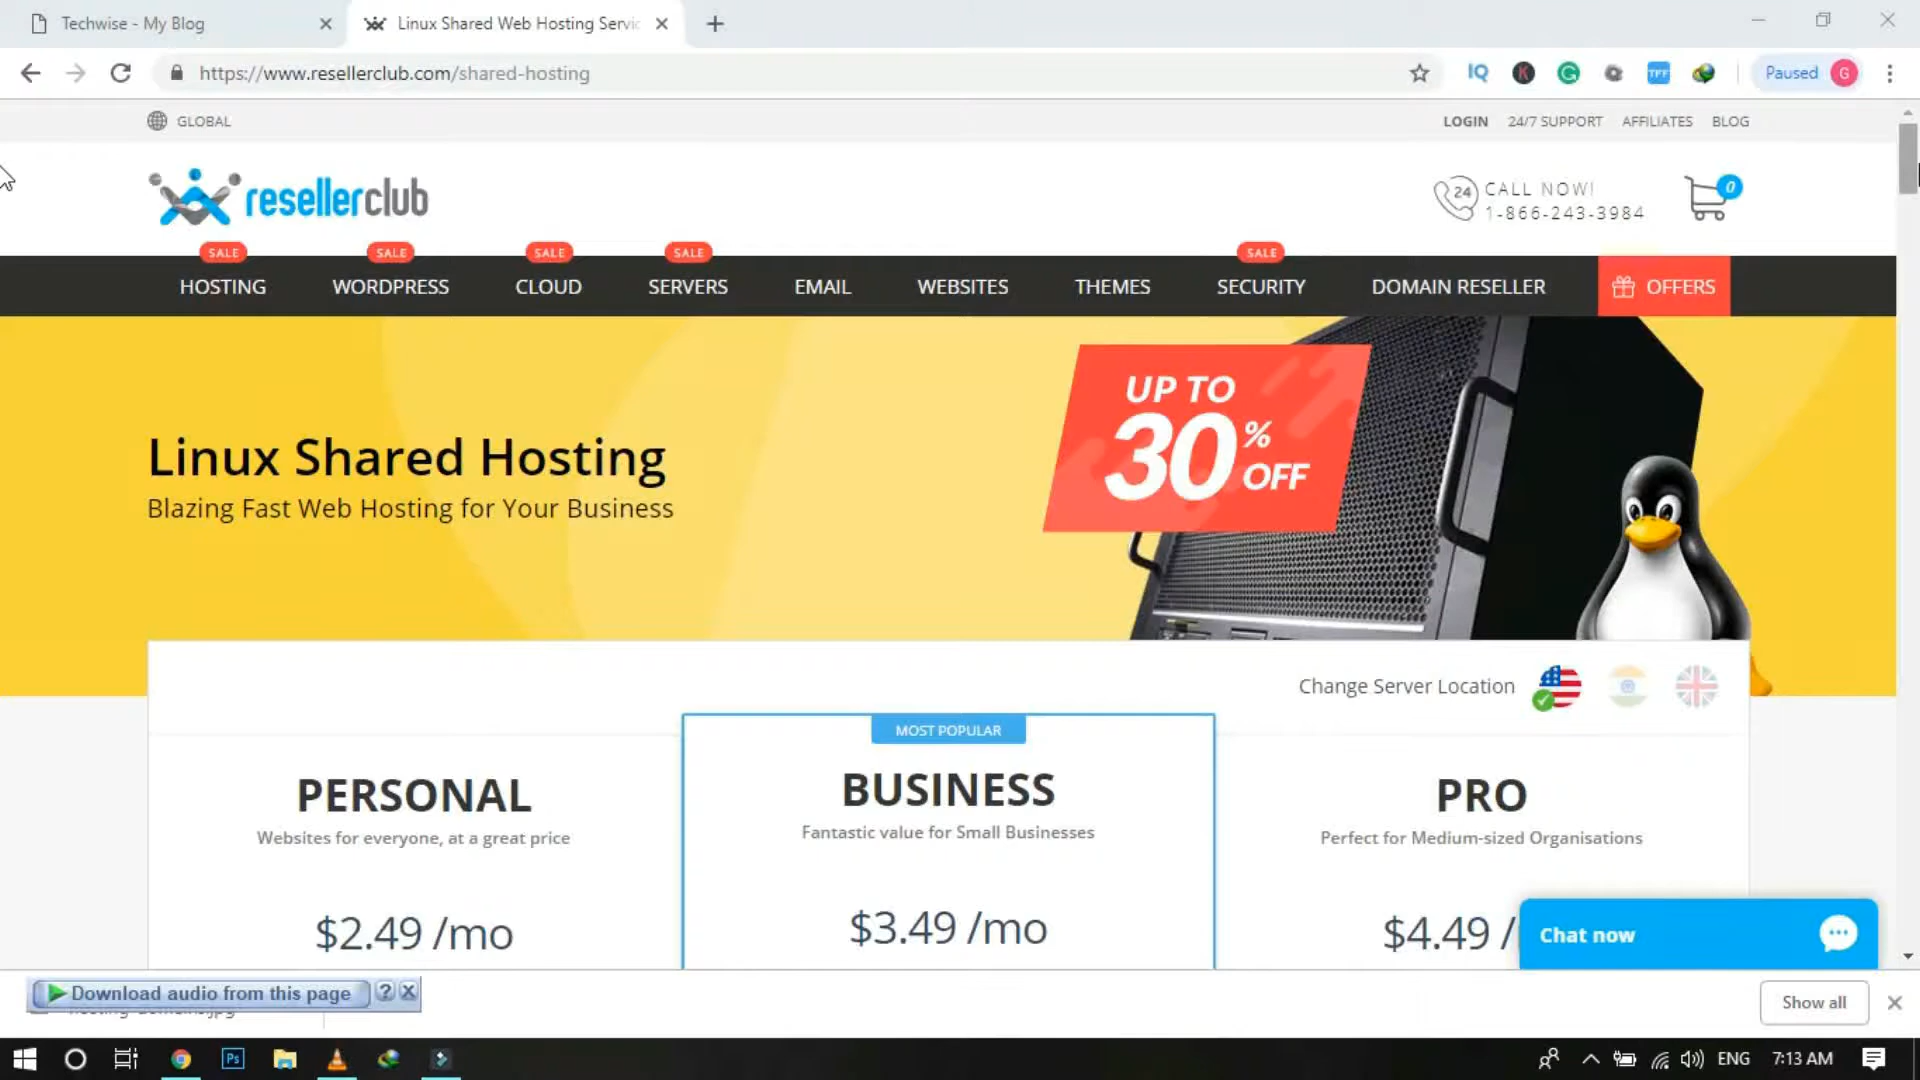 Techwise - My Blog
Linux Shared Web Hosting Servic
https://www.resellerclub.com/shared-hosting
IQ
K
G
TFF
Paused
G
GLOBAL
LOGIN 24/7 SUPPORT AFFILIATES BLOG
resellerclub
24
CALL NOW!
1-866-243-3984
0
SALE SALE SALE SALE SALE
HOSTING WORDPRESS CLOUD SERVERS EMAIL WEBSITES THEMES SECURITY DOMAIN RESELLER OFFERS
UP TO
30% OFF
Linux Shared Hosting
Blazing Fast Web Hosting for Your Business
Change Server Location
MOST POPULAR
PERSONAL
Websites for everyone, at a great price
$2.49 /mo
BUSINESS
Fantastic value for Small Businesses
$3.49 /mo
PRO
Perfect for Medium-sized Organisations
$4.49 /
Chat now
Download audio from this page
?
Show all
Ps
ENG
7:13 AM